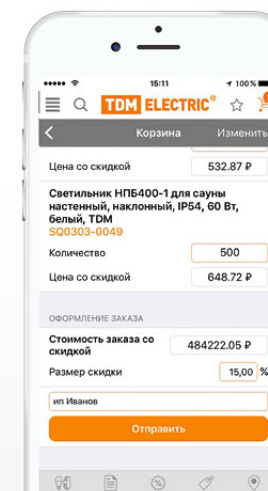 15:11
100%
TDM ELECTRIC®
Корзина
Изменить
Цена со скидкой
532.87 ₽
Светильник НПБ400-1 для сауны
настенный, наклонный, IP54, 60 Вт,
белый, TDM
SQ0303-0049
Количество
500
Цена со скидкой
648.72 ₽
ОФОРМЛЕНИЕ ЗАКАЗА
Стоимость заказа со
скидкой
484222.05 ₽
Размер скидки
15,00 %
ип Иванов
Отправить